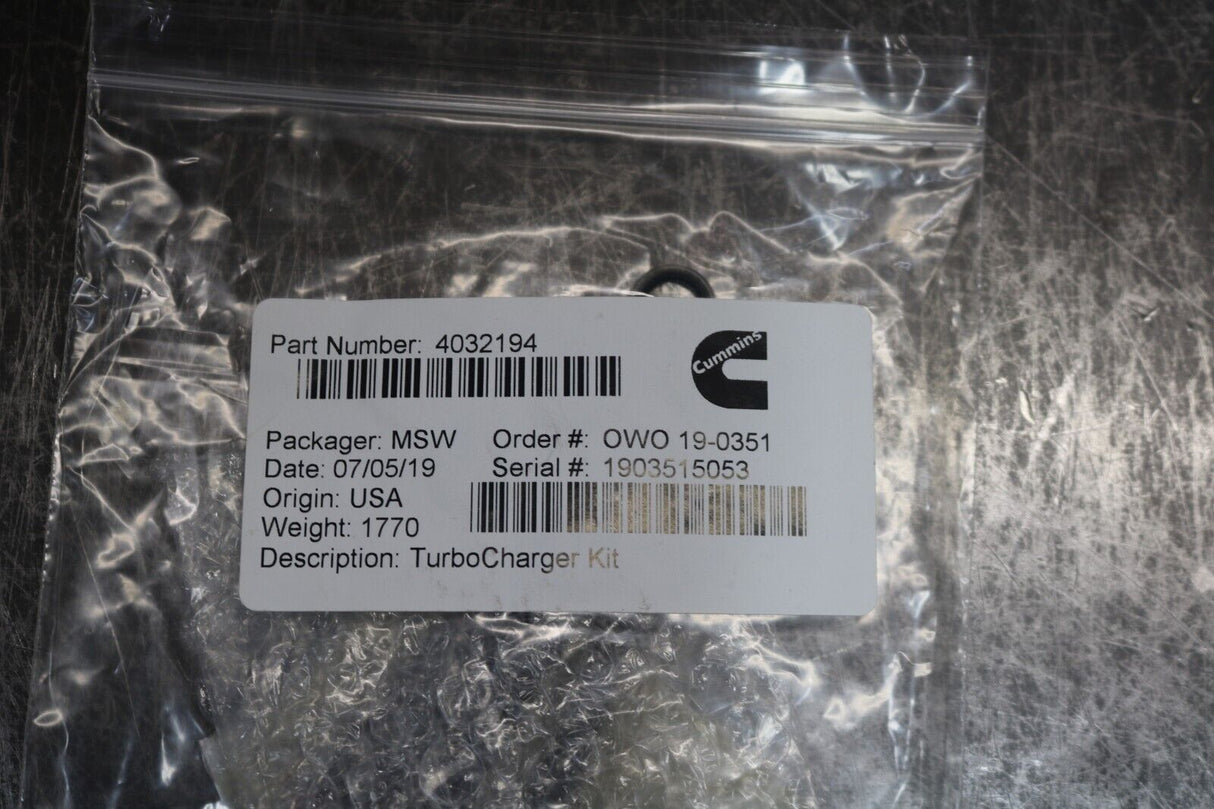 Part Number: 4032194
Cummins
Packager: MSW Order #: OWO 19-0351
Date: 07/05/19 Serial #: 1903515053
Origin: USA
Weight: 1770
Description: TurboCharger Kit